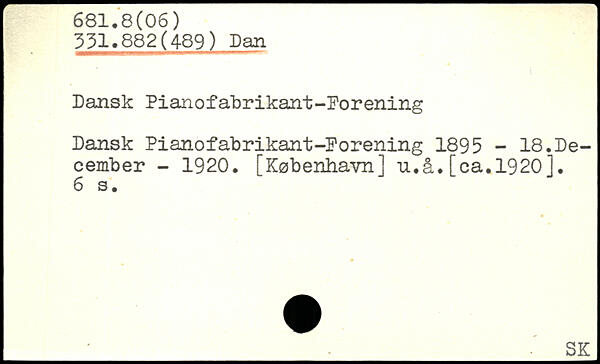 681.8(06)
331.882(489) Dan
Dansk Pianofabrikant-Forening
Dansk Pianofabrikant-Forening 1895 - 18.De-
cember - 1920. [København] u.å.[ca.1920].
6 s.
SK